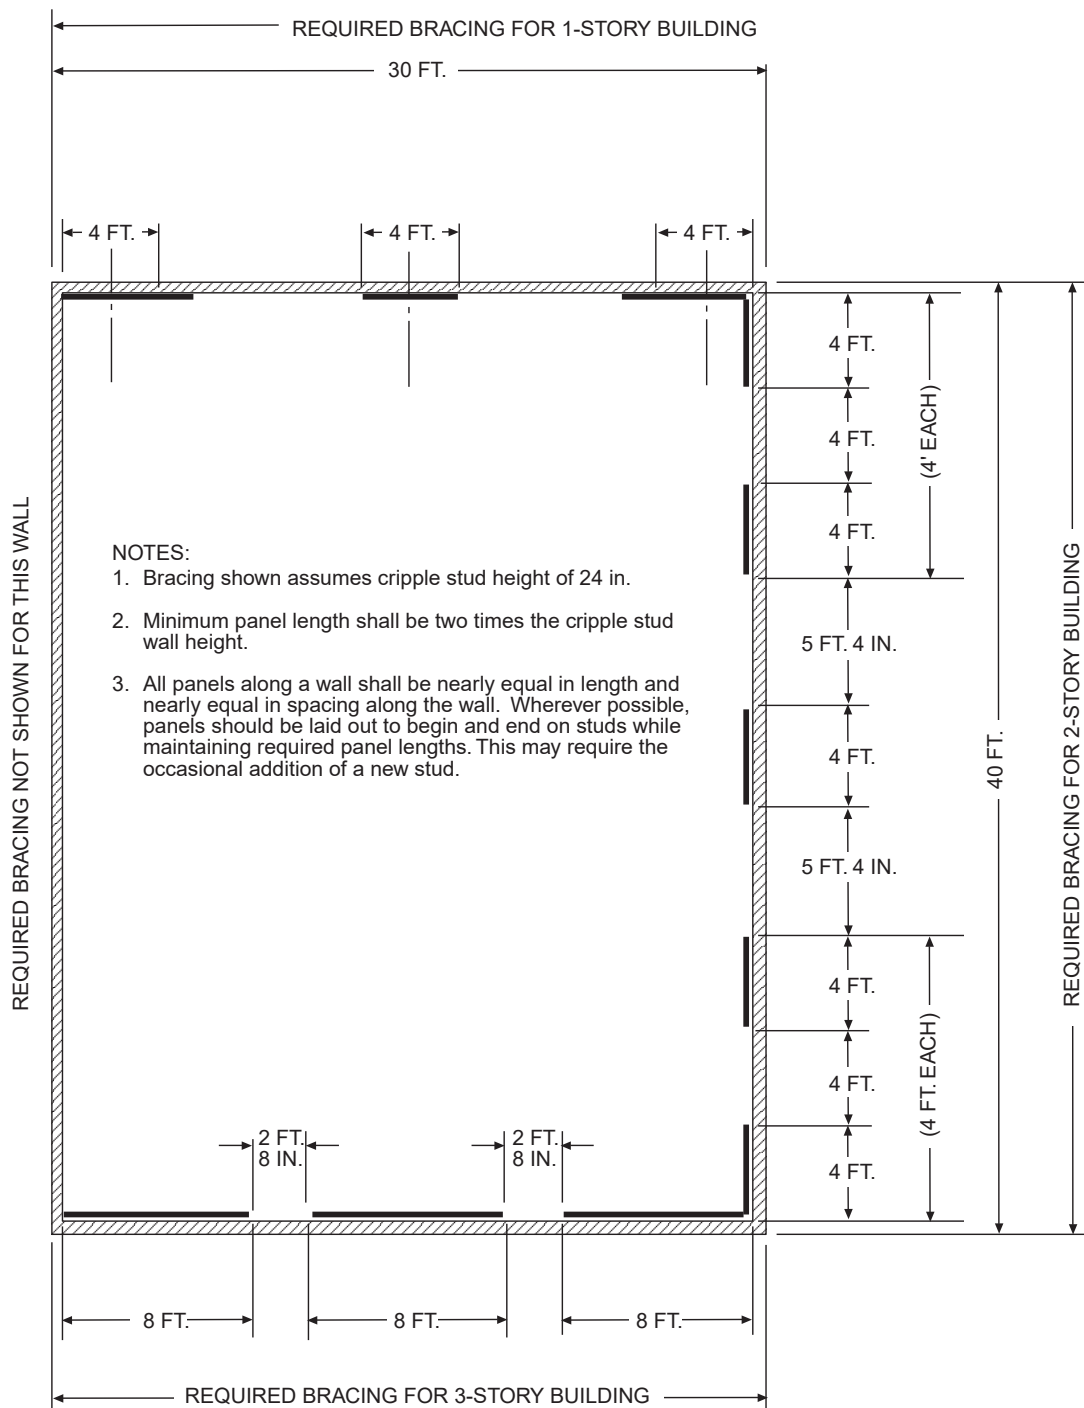 REQUIRED BRACING FOR 1-STORY BUILDING
30 FT.
4 FT.
4 FT.
4 FT.
4 FT.
4 FT.
4 FT.
(4' EACH)
5 FT. 4 IN.
4 FT.
5 FT. 4 IN.
4 FT.
4 FT.
4 FT.
(4 FT. EACH)
40 FT.
REQUIRED BRACING FOR 2-STORY BUILDING
REQUIRED BRACING NOT SHOWN FOR THIS WALL
NOTES:
1. Bracing shown assumes cripple stud height of 24 in.
2. Minimum panel length shall be two times the cripple stud
wall height.
3. All panels along a wall shall be nearly equal in length and
nearly equal in spacing along the wall. Wherever possible,
panels should be laid out to begin and end on studs while
maintaining required panel lengths. This may require the
occasional addition of a new stud.
2 FT.
8 IN.
2 FT.
8 IN.
8 FT.
8 FT.
8 FT.
REQUIRED BRACING FOR 3-STORY BUILDING